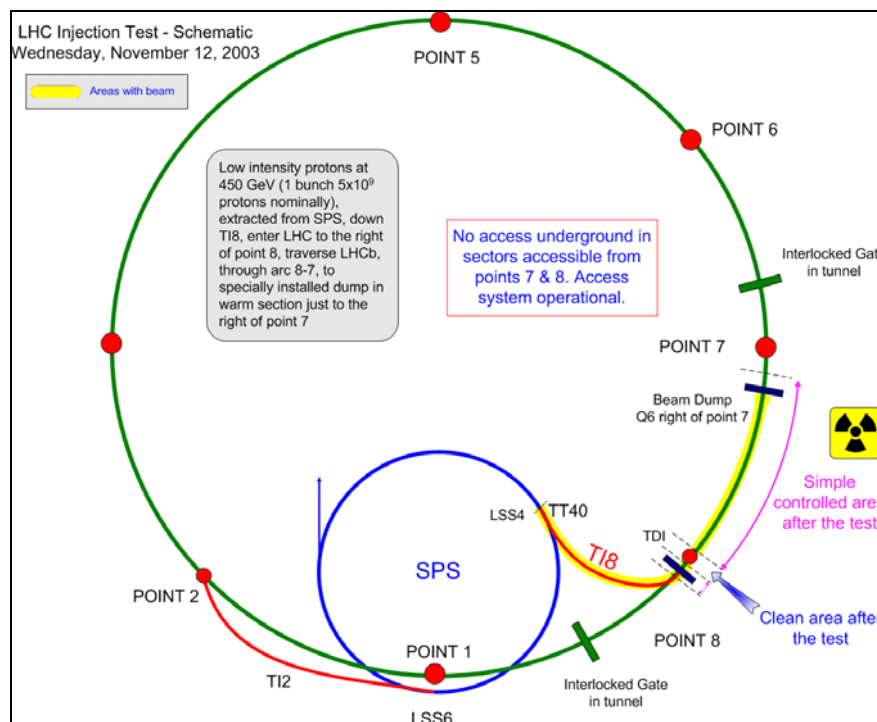 LHC Injection Test - Schematic
Wednesday, November 12, 2003
Areas with beam
POINT 5
POINT 6
Low intensity protons at
450 GeV (1 bunch 5x10⁹
protons nominally),
extracted from SPS, down
TI8, enter LHC to the right
of point 8, traverse LHCb,
through arc 8-7, to
specially installed dump in
warm section just to the
right of point 7
No access underground in
sectors accessible from
points 7 & 8. Access
system operational.
Interlocked Gate
in tunnel
POINT 7
Beam Dump
Q6 right of point 7
Simple
controlled are
after the test
LSS4
TT40
TDI
TI8
SPS
POINT 2
POINT 1
POINT 8
Clean area after
the test
TI2
Interlocked Gate
in tunnel
LSS6